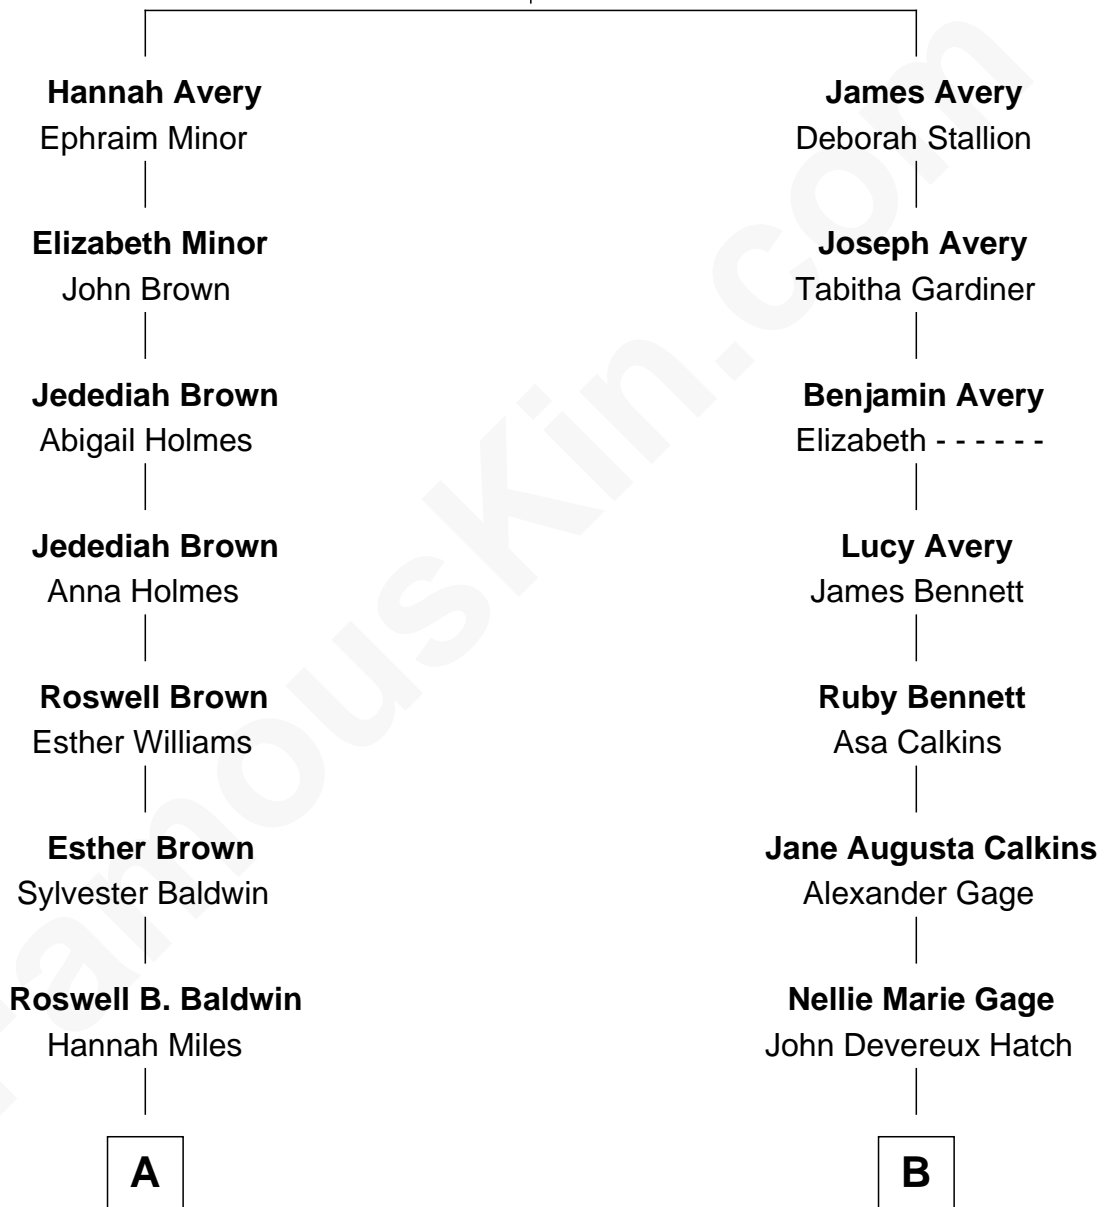 Hannah Avery
Ephraim Minor
Elizabeth Minor
John Brown
Jedediah Brown
Abigail Holmes
Jedediah Brown
Anna Holmes
Roswell Brown
Esther Williams
Esther Brown
Sylvester Baldwin
Roswell B. Baldwin
Hannah Miles
A
James Avery
Deborah Stallion
Joseph Avery
Tabitha Gardiner
Benjamin Avery
Elizabeth - - - - - -
Lucy Avery
James Bennett
Ruby Bennett
Asa Calkins
Jane Augusta Calkins
Alexander Gage
Nellie Marie Gage
John Devereux Hatch
B
FamousKin.com